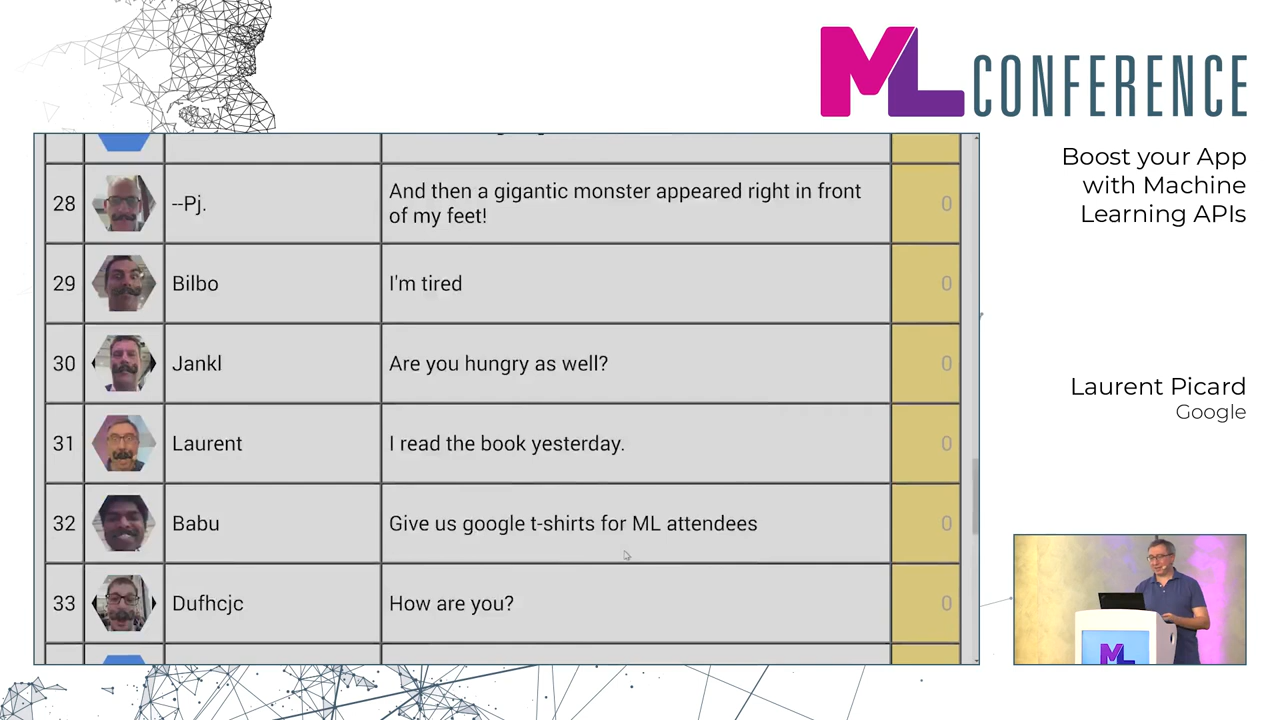 ML CONFERENCE
Boost your App
with Machine
Learning APIs
28 --Pj. And then a gigantic monster appeared right in front
of my feet! 0
29 Bilbo I'm tired 0
30 Jankl Are you hungry as well? 0
31 Laurent I read the book yesterday. 0
32 Babu Give us google t-shirts for ML attendees 0
33 Dufhcjc How are you? 0
Laurent Picard
Google
ML